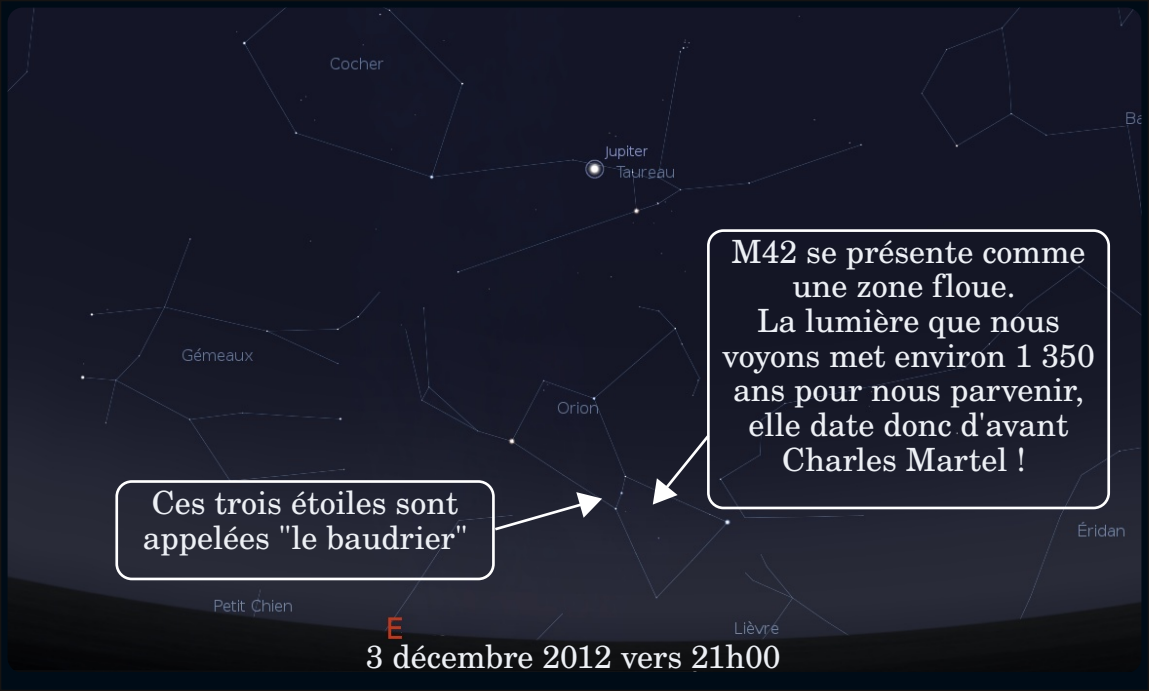 Cocher
Jupiter
Taureau
Ba
M42 se présente comme
une zone floue.
La lumière que nous
voyons met environ 1 350
ans pour nous parvenir,
elle date donc d'avant
Charles Martel !
Gémeaux
Orion
Ces trois étoiles sont
appelées "le baudrier"
Éridan
Petit Chien
E
Lièvre
3 décembre 2012 vers 21h00